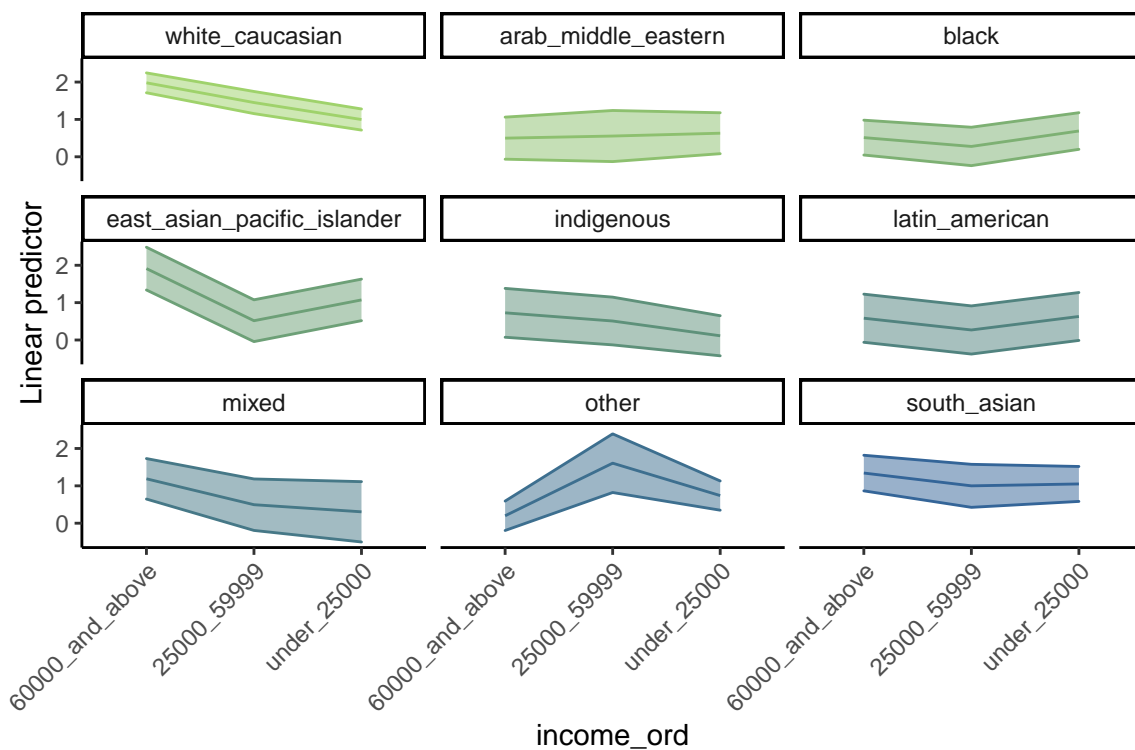 white_caucasian
arab_middle_eastern
black
2
1
0
east_asian_pacific_islander
indigenous
latin_american
2
1
0
mixed
other
south_asian
2
1
0
Linear predictor
60000_and_above
25000_59999
under_25000
60000_and_above
25000_59999
under_25000
60000_and_above
25000_59999
under_25000
income_ord